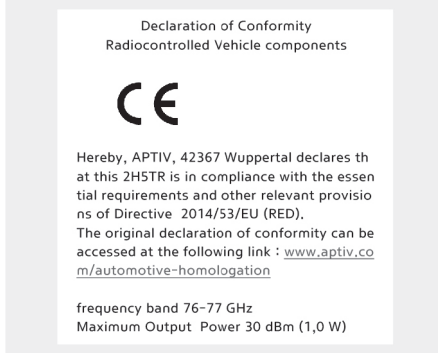 Declaration of Conformity
Radiocontrolled Vehicle components
CE
Hereby, APTIV, 42367 Wuppertal declares th
at this 2H5TR is in compliance with the essen
tial requirements and other relevant provisio
ns of Directive  2014/53/EU (RED).
The original declaration of conformity can be
accessed at the following link : www.aptiv.co
m/automotive-homologation
frequency band 76-77 GHz
Maximum Output  Power 30 dBm (1,0 W)